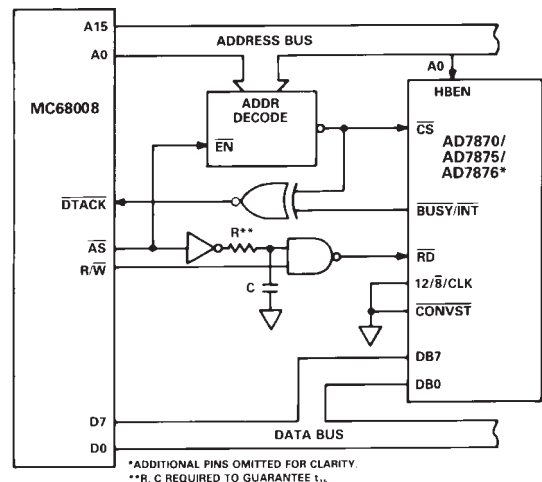 A15
ADDRESS BUS
A0
A0
MC68008
ADDR
DECODE
EN
HBEN
CS
AD7870/
AD7875/
AD7876*
DTACK
BUSY/INT
R**
AS
R/W
RD
C
12/8/CLK
CONVST
DB7
DB0
D7
DATA BUS
D0
*ADDITIONAL PINS OMITTED FOR CLARITY.
**R, C REQUIRED TO GUARANTEE